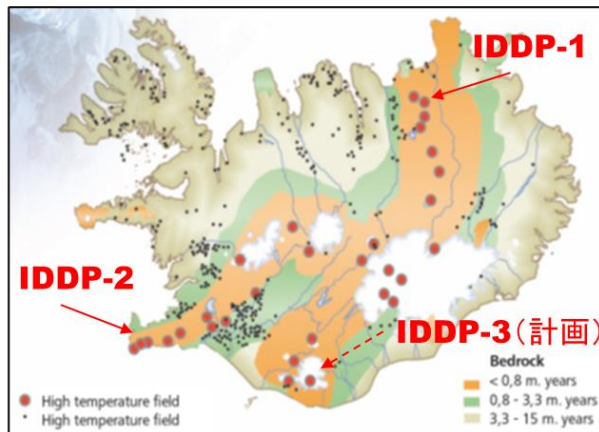 IDDP-1
IDDP-2
IDDP-3(計画)
Bedrock
< 0,8 m. years
0,8 - 3,3 m. years
3,3 - 15 m. years
High temperature field
High temperature field